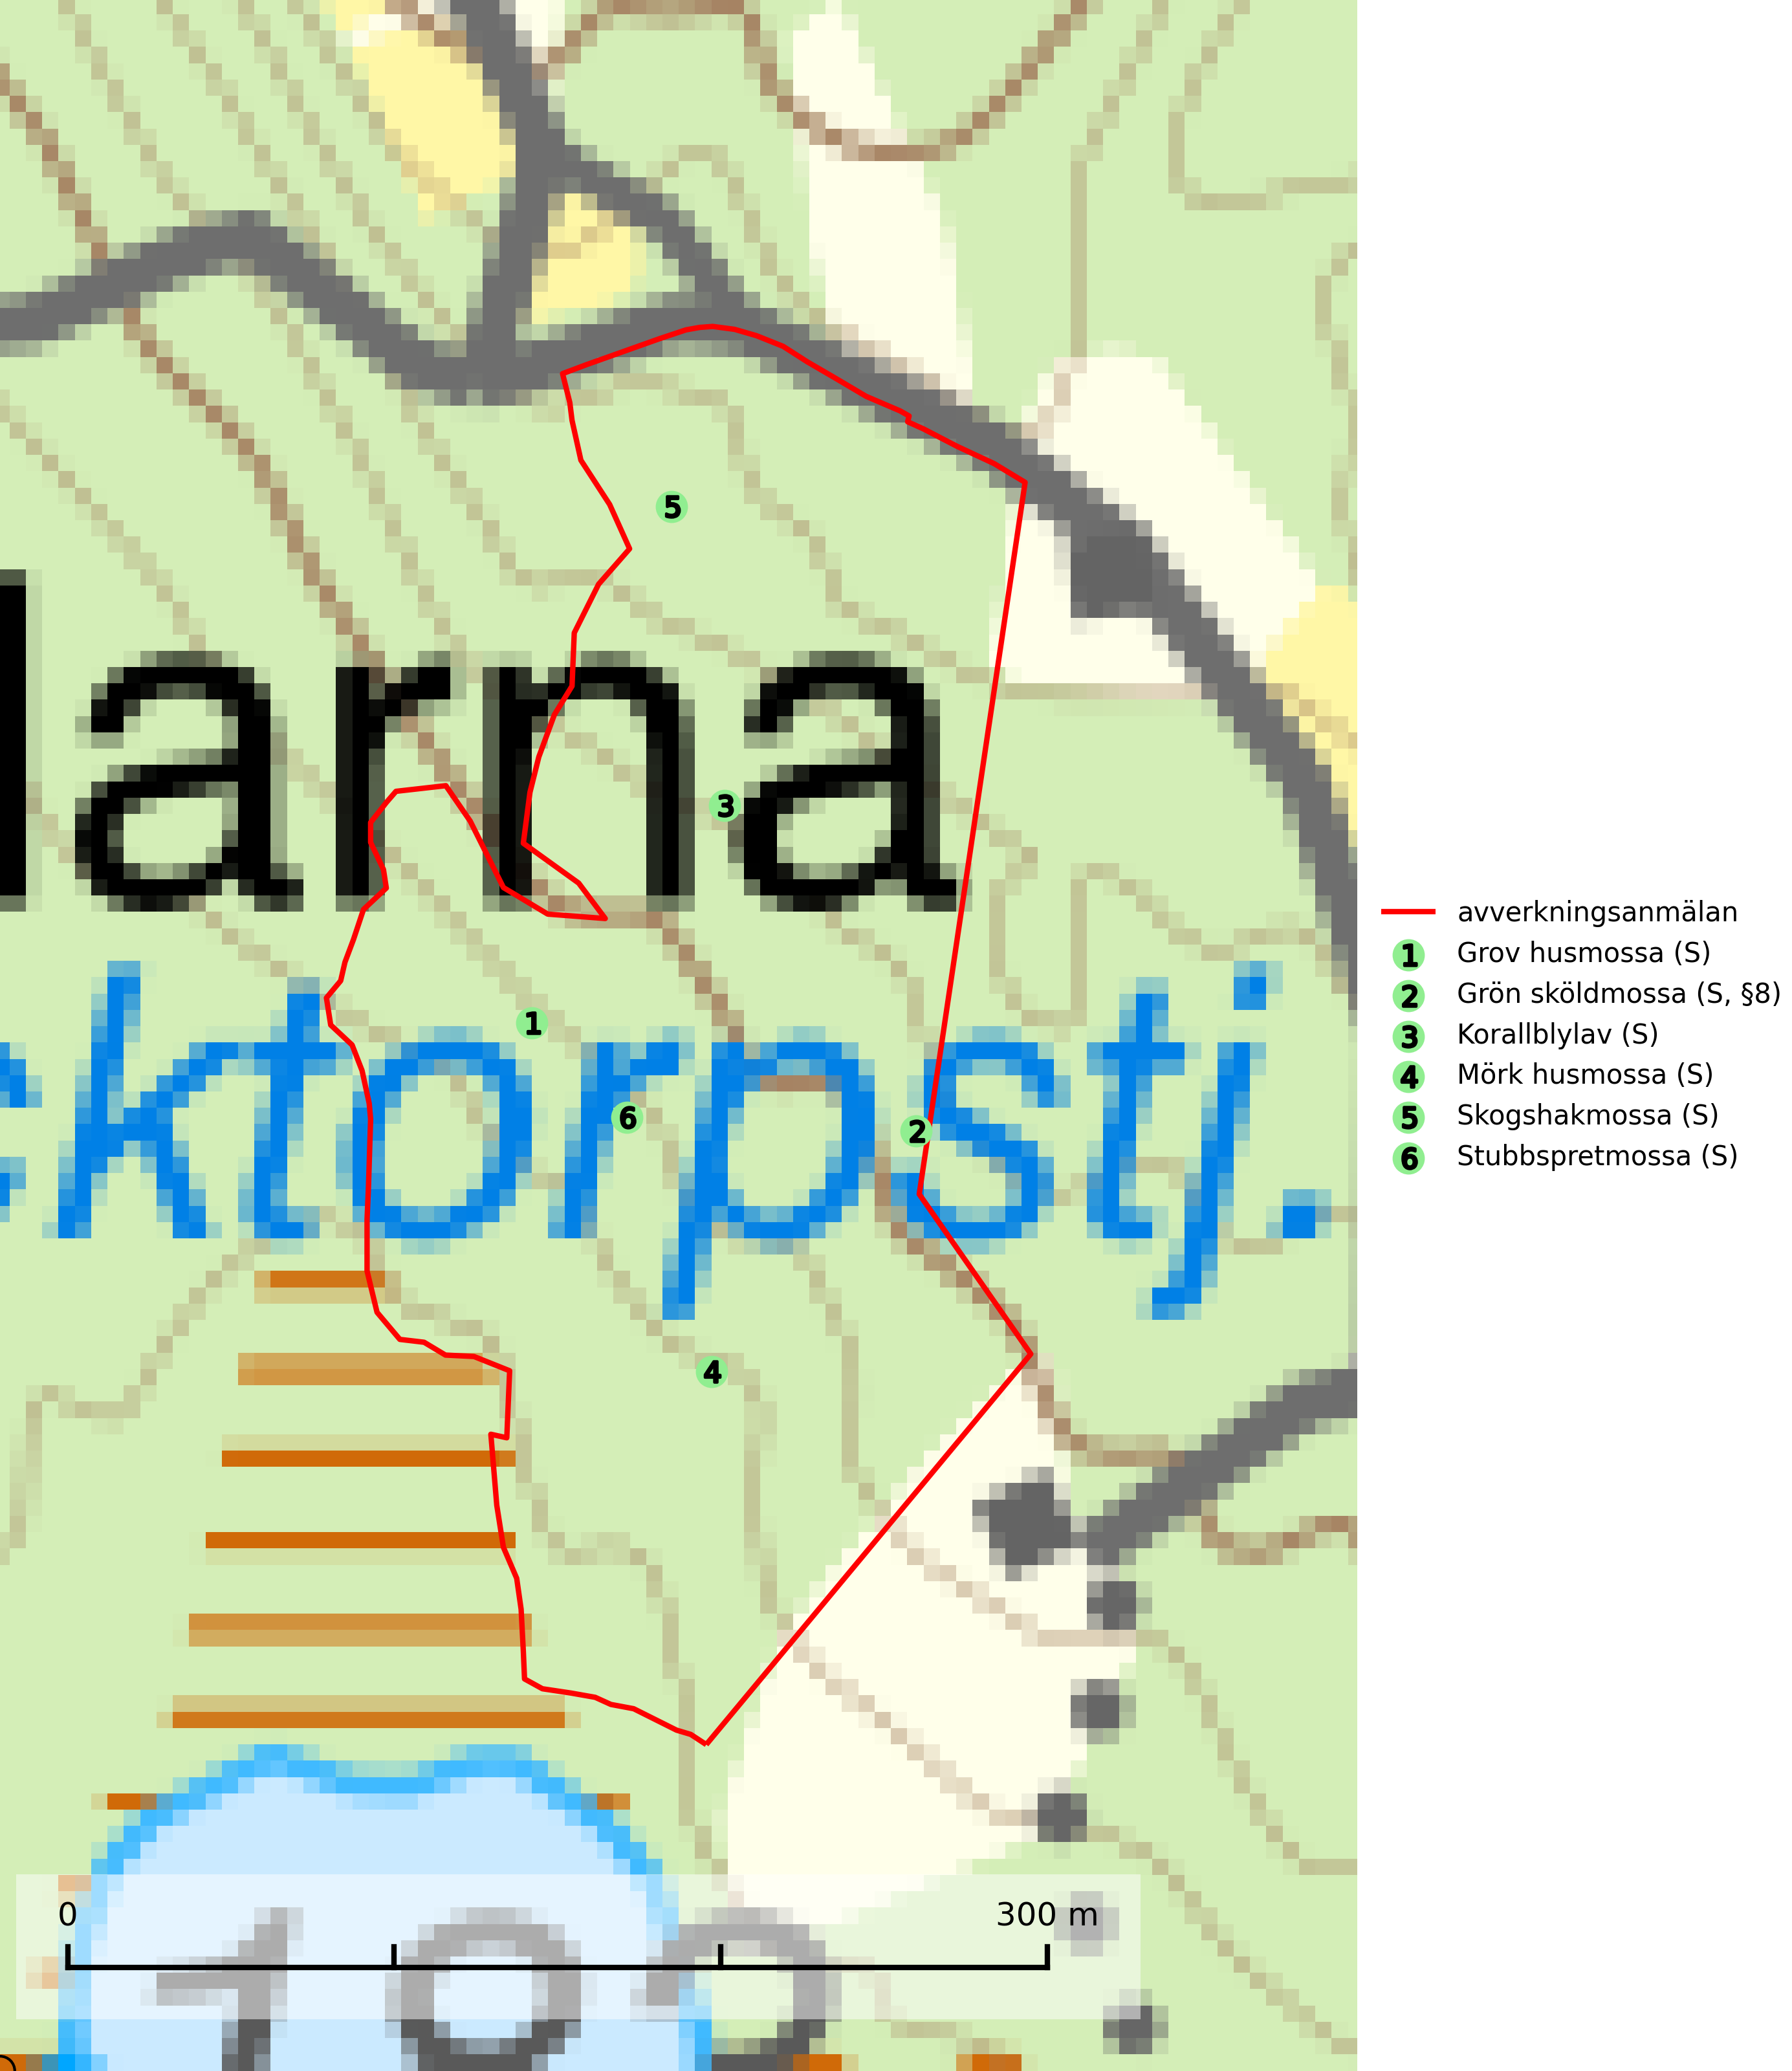 5
larna
3
1
ktorpstj.
6
2
4
0
300 m
avverkningsanmälan
1 Grov husmossa (S)
2 Grön sköldmossa (S, §8)
3 Korallblylav (S)
4 Mörk husmossa (S)
5 Skogshakmossa (S)
6 Stubbspretmossa (S)